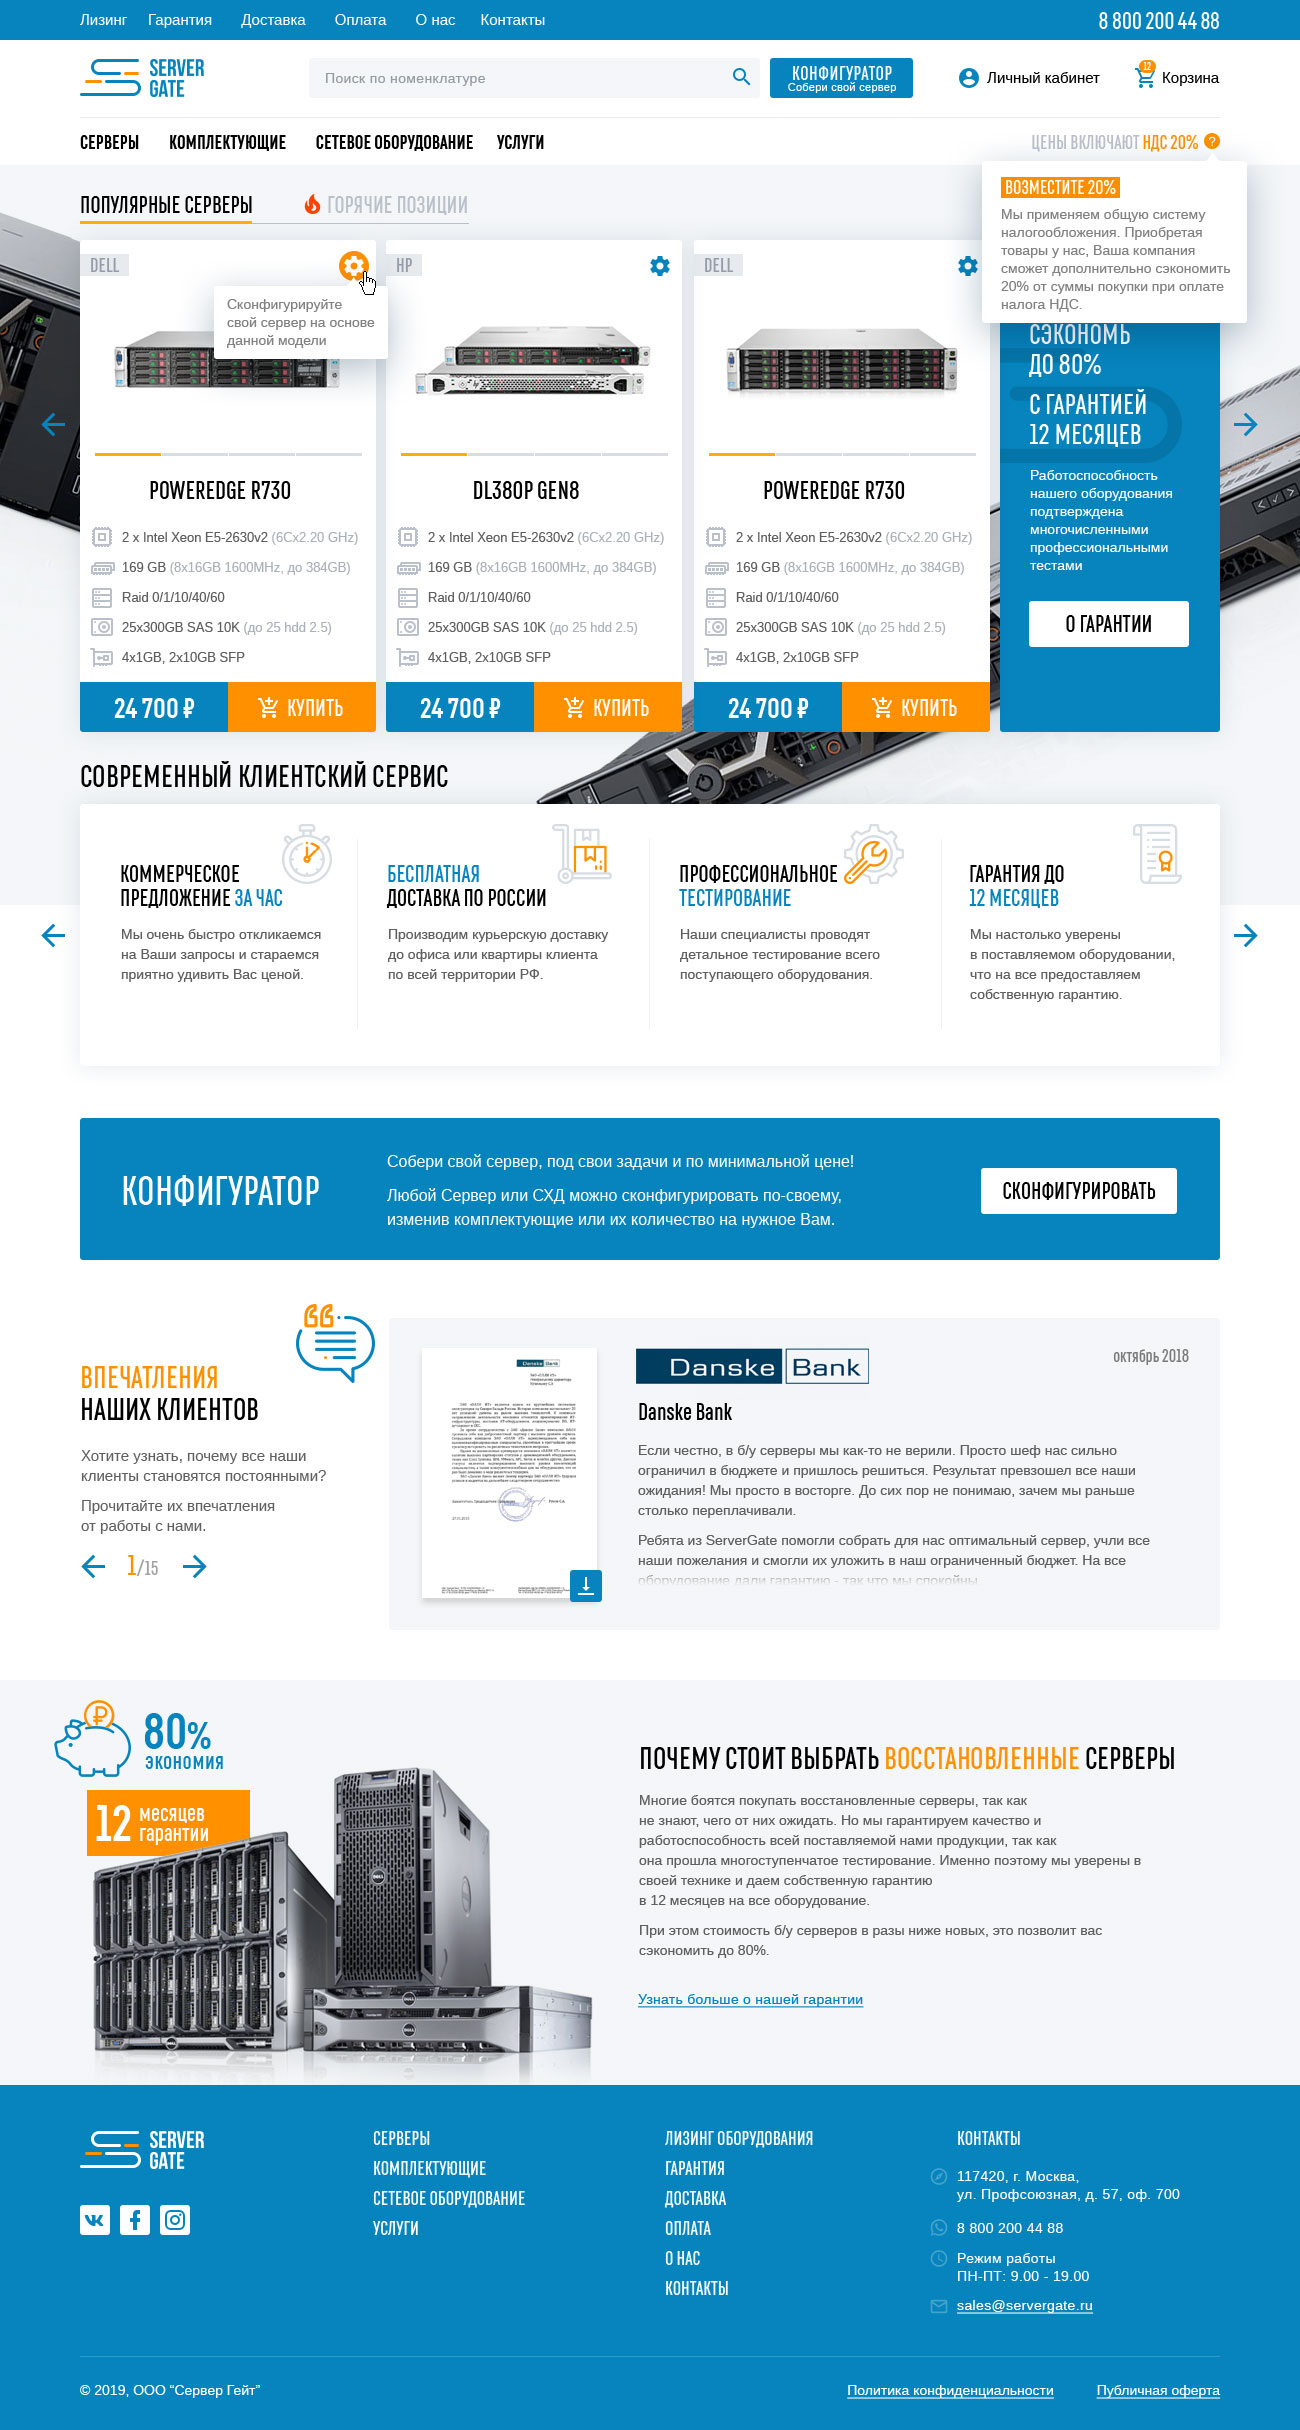 Лизинг Гарантия Доставка Оплата О нас Контакты 8 800 200 44 88
SERVER
GATE
Поиск по номенклатуре
КОНФИГУРАТОР
Собери свой сервер
Личный кабинет
12
Корзина
СЕРВЕРЫ КОМПЛЕКТУЮЩИЕ СЕТЕВОЕ ОБОРУДОВАНИЕ УСЛУГИ
ЦЕНЫ ВКЛЮЧАЮТ НДС 20% ?
ВОЗМЕСТИТЕ 20%
Мы применяем общую систему
налогообложения. Приобретая
товары у нас, Ваша компания
сможет дополнительно сэкономить
20% от суммы покупки при оплате
налога НДС.
ПОПУЛЯРНЫЕ СЕРВЕРЫ ГОРЯЧИЕ ПОЗИЦИИ
DELL
Сконфигурируйте
свой сервер на основе
данной модели
POWEREDGE R730
2 x Intel Xeon E5-2630v2 (6Cx2.20 GHz)
169 GB (8x16GB 1600MHz, до 384GB)
Raid 0/1/10/40/60
25x300GB SAS 10K (до 25 hdd 2.5)
4x1GB, 2x10GB SFP
24 700 ₽ КУПИТЬ
HP
DL380P GEN8
2 x Intel Xeon E5-2630v2 (6Cx2.20 GHz)
169 GB (8x16GB 1600MHz, до 384GB)
Raid 0/1/10/40/60
25x300GB SAS 10K (до 25 hdd 2.5)
4x1GB, 2x10GB SFP
24 700 ₽ КУПИТЬ
DELL
POWEREDGE R730
2 x Intel Xeon E5-2630v2 (6Cx2.20 GHz)
169 GB (8x16GB 1600MHz, до 384GB)
Raid 0/1/10/40/60
25x300GB SAS 10K (до 25 hdd 2.5)
4x1GB, 2x10GB SFP
24 700 ₽ КУПИТЬ
СЭКОНОМЬ
ДО 80%
С ГАРАНТИЕЙ
12 МЕСЯЦЕВ
Работоспособность
нашего оборудования
подтверждена
многочисленными
профессиональными
тестами
О ГАРАНТИИ
СОВРЕМЕННЫЙ КЛИЕНТСКИЙ СЕРВИС
КОММЕРЧЕСКОЕ
ПРЕДЛОЖЕНИЕ ЗА ЧАС
Мы очень быстро откликаемся
на Ваши запросы и стараемся
приятно удивить Вас ценой.
БЕСПЛАТНАЯ
ДОСТАВКА ПО РОССИИ
Производим курьерскую доставку
до офиса или квартиры клиента
по всей территории РФ.
ПРОФЕССИОНАЛЬНОЕ
ТЕСТИРОВАНИЕ
Наши специалисты проводят
детальное тестирование всего
поступающего оборудования.
ГАРАНТИЯ ДО
12 МЕСЯЦЕВ
Мы настолько уверены
в поставляемом оборудовании,
что на все предоставляем
собственную гарантию.
КОНФИГУРАТОР
Собери свой сервер, под свои задачи и по минимальной цене!
Любой Сервер или СХД можно сконфигурировать по-своему,
изменив комплектующие или их количество на нужное Вам.
СКОНФИГУРИРОВАТЬ
ВПЕЧАТЛЕНИЯ
НАШИХ КЛИЕНТОВ
Хотите узнать, почему все наши
клиенты становятся постоянными?
Прочитайте их впечатления
от работы с нами.
1/15
Danske Bank
Danske Bank
октябрь 2018
Danske Bank
Если честно, в б/у серверы мы как-то не верили. Просто шеф нас сильно
ограничил в бюджете и пришлось решиться. Результат превзошел все наши
ожидания! Мы просто в восторге. До сих пор не понимаю, зачем мы раньше
столько переплачивали.
Ребята из ServerGate помогли собрать для нас оптимальный сервер, учли все
наши пожелания и смогли их уложить в наш ограниченный бюджет. На все
оборудование дали гарантию - так что мы спокойны.
80%
экономия
12 месяцев
гарантии
ПОЧЕМУ СТОИТ ВЫБРАТЬ ВОССТАНОВЛЕННЫЕ СЕРВЕРЫ
Многие боятся покупать восстановленные серверы, так как
не знают, чего от них ожидать. Но мы гарантируем качество и
работоспособность всей поставляемой нами продукции, так как
она прошла многоступенчатое тестирование. Именно поэтому мы уверены в
своей технике и даем собственную гарантию
в 12 месяцев на все оборудование.
При этом стоимость б/у серверов в разы ниже новых, это позволит вас
сэкономить до 80%.
Узнать больше о нашей гарантии
SERVER
GATE
СЕРВЕРЫ
КОМПЛЕКТУЮЩИЕ
СЕТЕВОЕ ОБОРУДОВАНИЕ
УСЛУГИ
ЛИЗИНГ ОБОРУДОВАНИЯ
ГАРАНТИЯ
ДОСТАВКА
ОПЛАТА
О НАС
КОНТАКТЫ
КОНТАКТЫ
117420, г. Москва,
ул. Профсоюзная, д. 57, оф. 700
8 800 200 44 88
Режим работы
ПН-ПТ: 9.00 - 19.00
sales@servergate.ru
© 2019, ООО “Сервер Гейт”
Политика конфиденциальности
Публичная оферта